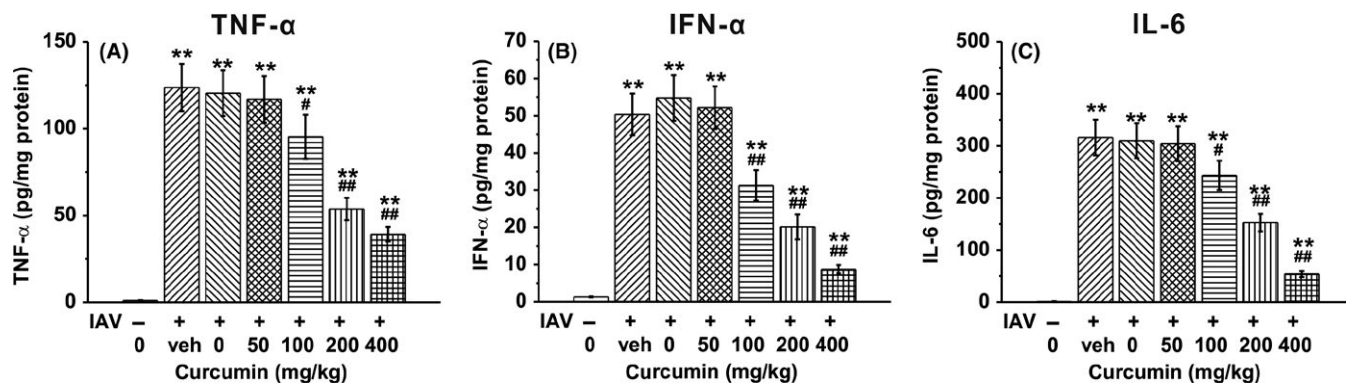 TNF-α
(A)
TNF-α (pg/mg protein)
150
100
50
0
**
**
**
**
#
**
##
**
##
IAV – + + + + + +
0 veh 0 50 100 200 400
Curcumin (mg/kg)
IFN-α
(B)
IFN-α (pg/mg protein)
70
60
50
40
30
20
10
0
**
**
**
**
##
**
##
**
##
IAV – + + + + + +
0 veh 0 50 100 200 400
Curcumin (mg/kg)
IL-6
(C)
IL-6 (pg/mg protein)
500
400
300
200
100
0
**
**
**
**
#
**
##
**
##
IAV – + + + + + +
0 veh 0 50 100 200 400
Curcumin (mg/kg)